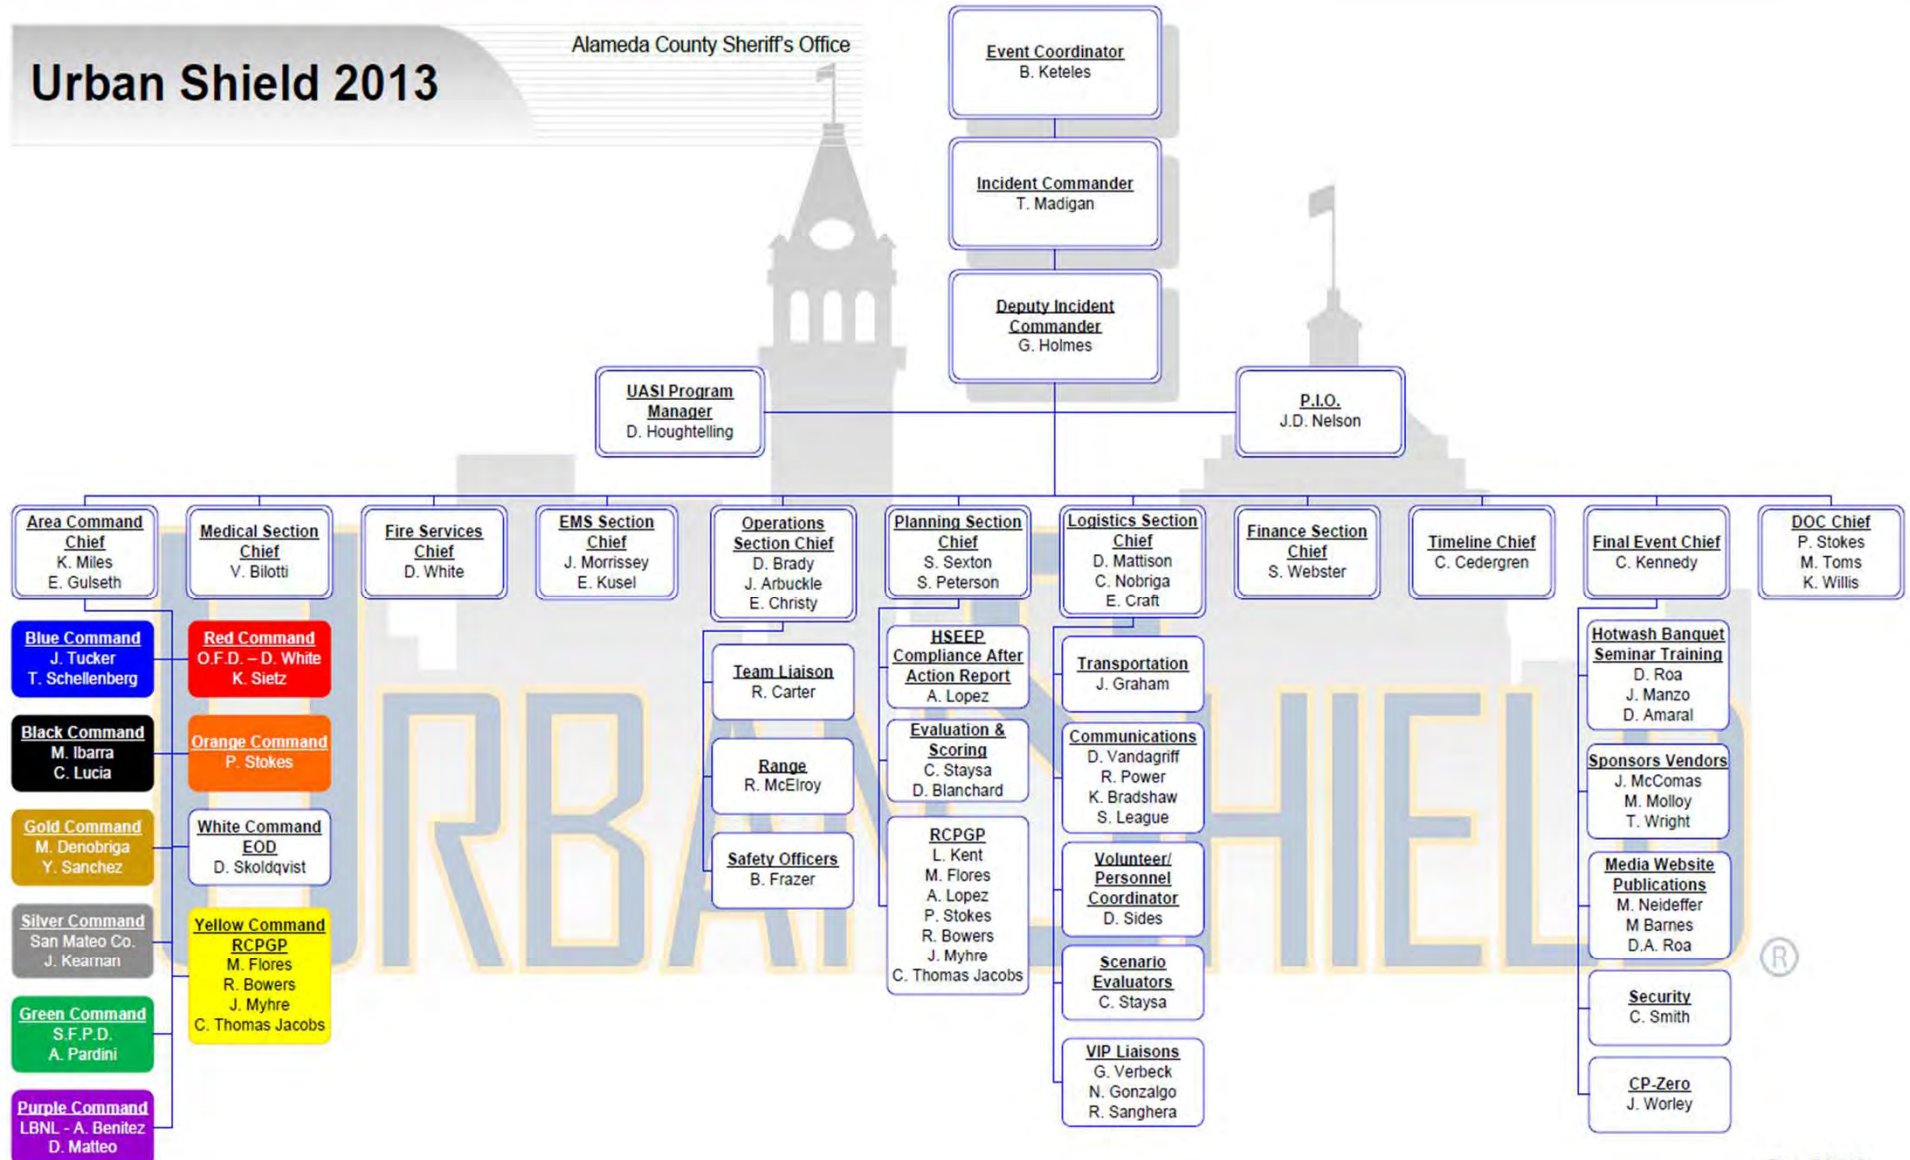 Urban Shield 2013
Alameda County Sheriff's Office
Event Coordinator
B. Keteles
Incident Commander
T. Madigan
Deputy Incident
Commander
G. Holmes
UASI Program
Manager
D. Houghtelling
P.I.O.
J.D. Nelson
Area Command
Chief
K. Miles
E. Gulseth
Medical Section
Chief
V. Bilotti
Fire Services
Chief
D. White
EMS Section
Chief
J. Morrissey
E. Kusel
Operations
Section Chief
D. Brady
J. Arbuckle
E. Christy
Planning Section
Chief
S. Sexton
S. Peterson
Logistics Section
Chief
D. Mattison
C. Nobriga
E. Craft
Finance Section
Chief
S. Webster
Timeline Chief
C. Cedergren
Final Event Chief
C. Kennedy
DOC Chief
P. Stokes
M. Toms
K. Willis
Blue Command
J. Tucker
T. Schellenberg
Black Command
M. Ibarra
C. Lucia
Gold Command
M. Denobriga
Y. Sanchez
Silver Command
San Mateo Co.
J. Kearnan
Green Command
S.F.P.D.
A. Pardini
Purple Command
LBNL - A. Benitez
D. Matteo
Red Command
O.F.D. – D. White
K. Sietz
Orange Command
P. Stokes
White Command
EOD
D. Skoldqvist
Yellow Command
RCPGP
M. Flores
R. Bowers
J. Myhre
C. Thomas Jacobs
Team Liaison
R. Carter
Range
R. McElroy
Safety Officers
B. Frazer
HSEEP
Compliance After
Action Report
A. Lopez
Evaluation &
Scoring
C. Staysa
D. Blanchard
RCPGP
L. Kent
M. Flores
A. Lopez
P. Stokes
R. Bowers
J. Myhre
C. Thomas Jacobs
Transportation
J. Graham
Communications
D. Vandagriff
R. Power
K. Bradshaw
S. League
Volunteer/
Personnel
Coordinator
D. Sides
Scenario
Evaluators
C. Staysa
VIP Liaisons
G. Verbeck
N. Gonzalgo
R. Sanghera
Hotwash Banquet
Seminar Training
D. Roa
J. Manzo
D. Amaral
Sponsors Vendors
J. McComas
M. Molloy
T. Wright
Media Website
Publications
M. Neideffer
M Barnes
D.A. Roa
Security
C. Smith
CP-Zero
J. Worley
URBAN SHIELD ®